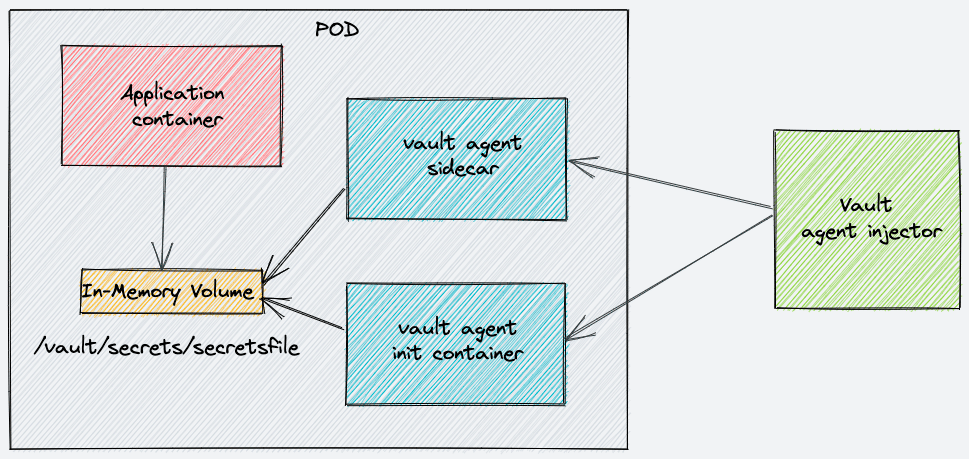 POD
Application
container
vault agent
sidecar
Vault
agent injector
In-Memory Volume
/vault/secrets/secretsfile
vault agent
init container